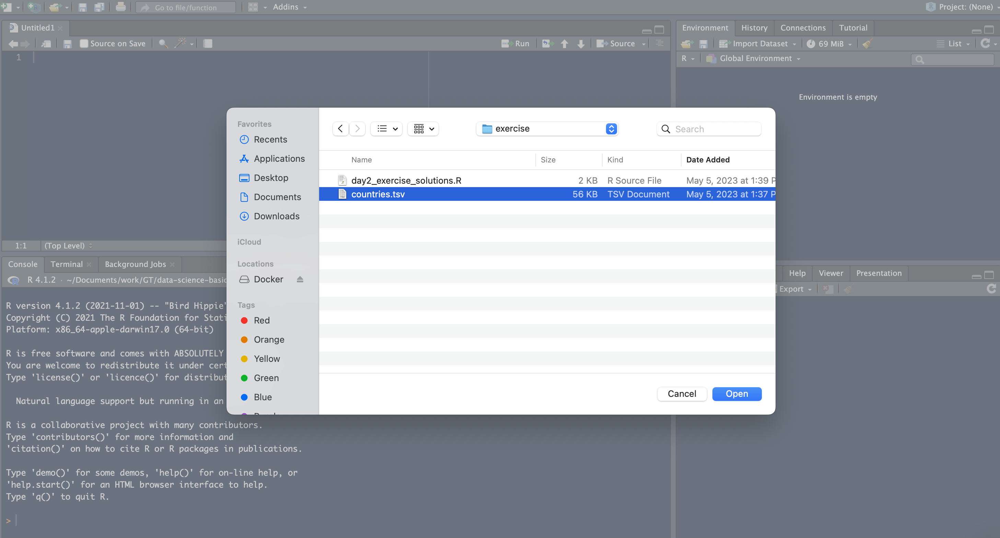 Go to file/function
Addins
Project: (None)
Untitled1
Source on Save
Run
Source
1
1:1
(Top Level)
Environment
History
Connections
Tutorial
Import Dataset
69 MiB
List
R
Global Environment
Environment is empty
Favorites
Recents
Applications
Desktop
Documents
Downloads
iCloud
Locations
Docker
Tags
Red
Orange
Yellow
Green
Blue
exercise
Search
Name
Size
Kind
Date Added
day2_exercise_solutions.R 2 KB R Source File May 5, 2023 at 1:39 P
countries.tsv 56 KB TSV Document May 5, 2023 at 1:37 P
Cancel
Open
Console
Terminal
Background Jobs
R 4.1.2 · ~/Documents/work/GT/data-science-basic
R version 4.1.2 (2021-11-01) -- "Bird Hippie"
Copyright (C) 2021 The R Foundation for Stati
Platform: x86_64-apple-darwin17.0 (64-bit)
R is free software and comes with ABSOLUTELY
You are welcome to redistribute it under cert
Type 'license()' or 'licence()' for distribut
Natural language support but running in an
R is a collaborative project with many contributors.
Type 'contributors()' for more information and
'citation()' on how to cite R or R packages in publications.
Type 'demo()' for some demos, 'help()' for on-line help, or
'help.start()' for an HTML browser interface to help.
Type 'q()' to quit R.
>
Help
Viewer
Presentation
Export